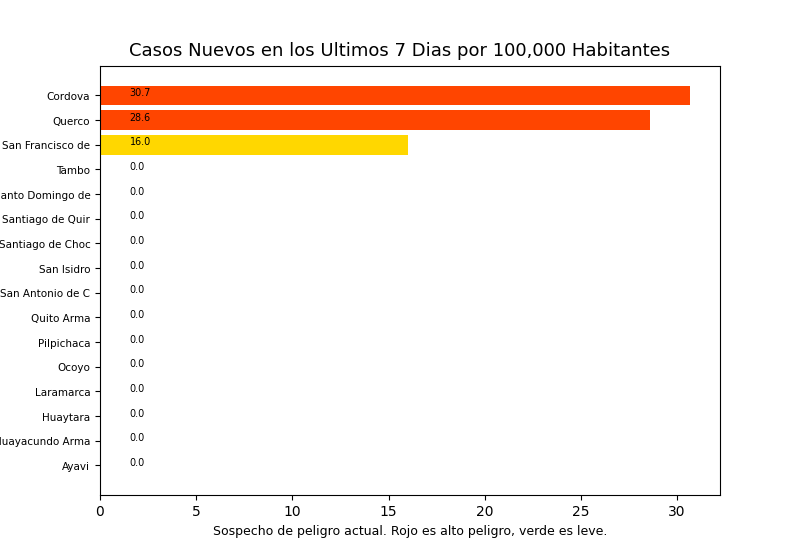 Casos Nuevos en los Ultimos 7 Dias por 100,000 Habitantes
Cordova 30.7
Querco 28.6
San Francisco de 16.0
Tambo 0.0
anto Domingo de 0.0
Santiago de Quir 0.0
Santiago de Choc 0.0
San Isidro 0.0
San Antonio de C 0.0
Quito Arma 0.0
Pilpichaca 0.0
Ocoyo 0.0
Laramarca 0.0
Huaytara 0.0
uayacundo Arma 0.0
Ayavi 0.0
0 5 10 15 20 25 30
Sospecho de peligro actual. Rojo es alto peligro, verde es leve.